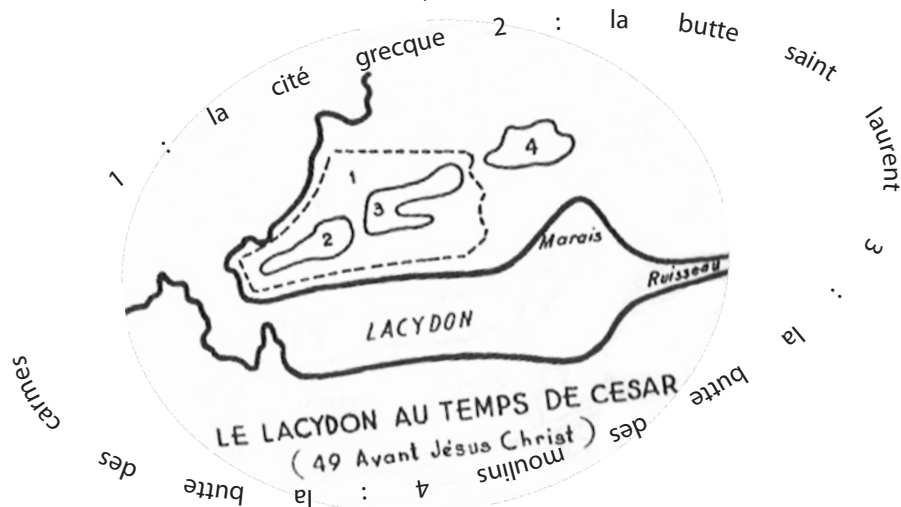 1 : la cité grecque 2 : la butte saint laurent 3 : la butte des moulins 4 : la butte des carmes
4
1
3
2
Marais
Ruisseau
LACYDON
LE LACYDON AU TEMPS DE CESAR
(49 Avant Jésus Christ)